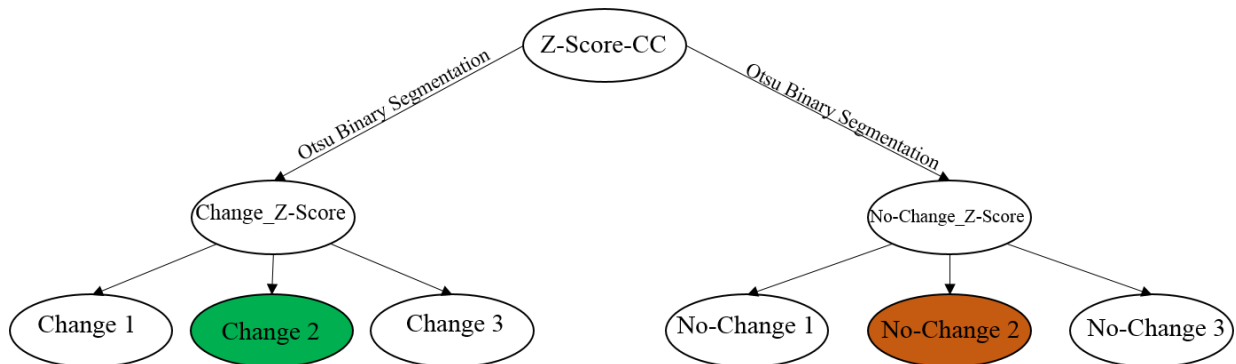 Z-Score-CC
Otsu Binary Segmentation
Otsu Binary Segmentation
Change_Z-Score
No-Change_Z-Score
Change 1
Change 2
Change 3
No-Change 1
No-Change 2
No-Change 3